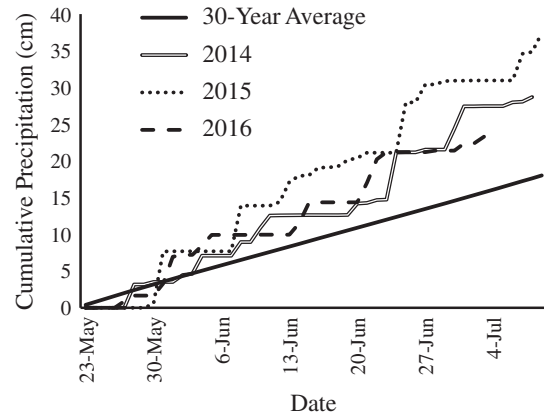 40
35
30
25
20
15
10
5
0
Cumulative Precipitation (cm)
30-Year Average
2014
2015
2016
23-May
30-May
6-Jun
13-Jun
20-Jun
27-Jun
4-Jul
Date